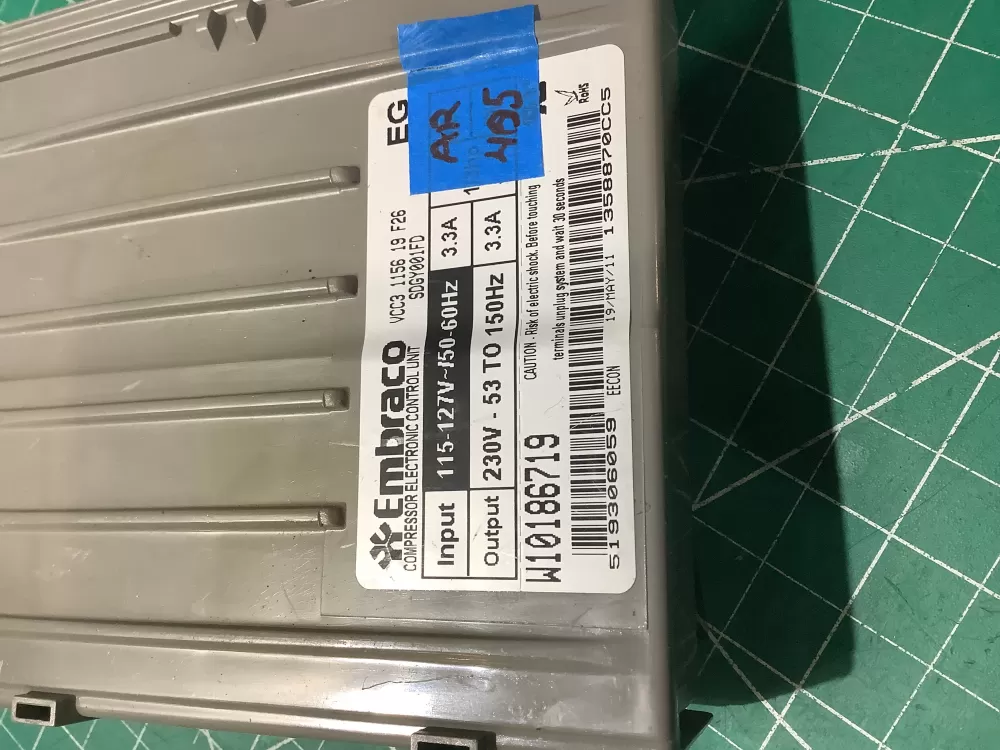 EG
AR
405
RoHS
Embraco
VCC3 1156 19 F26
COMPRESSOR ELECTRONIC CONTROL UNIT
SDGY001FD
Input 115-127V~/50-60Hz 3.3A
Output 230V - 53 TO 150Hz 3.3A
W10186719
CAUTION - Risk of electric shock. Before touching
terminals unplug system and wait 30 seconds
519306059 EECON 19/MAY/11 1358870CC5